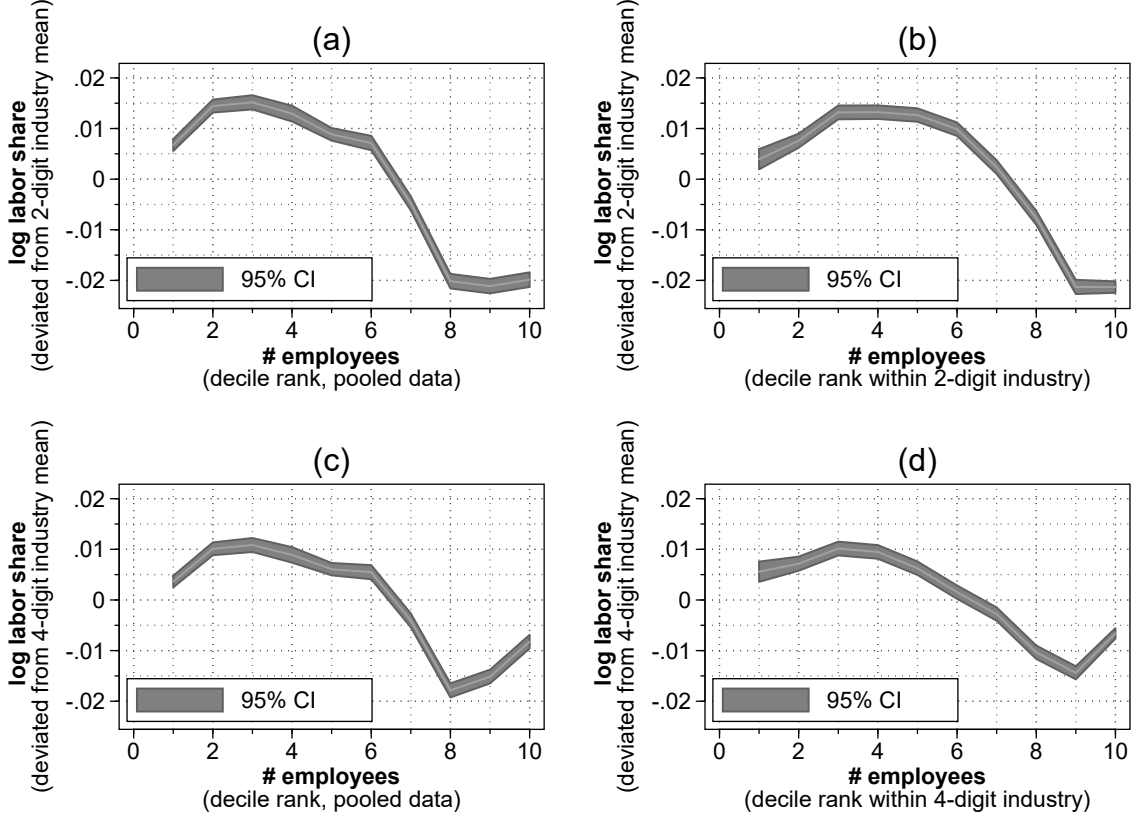 (a)
log labor share
(deviated from 2-digit industry mean)
.02
.01
0
-.01
-.02
95% CI
0 2 4 6 8 10
# employees
(decile rank, pooled data)
(b)
log labor share
(deviated from 2-digit industry mean)
.02
.01
0
-.01
-.02
95% CI
0 2 4 6 8 10
# employees
(decile rank within 2-digit industry)
(c)
log labor share
(deviated from 4-digit industry mean)
.02
.01
0
-.01
-.02
95% CI
0 2 4 6 8 10
# employees
(decile rank, pooled data)
(d)
log labor share
(deviated from 4-digit industry mean)
.02
.01
0
-.01
-.02
95% CI
0 2 4 6 8 10
# employees
(decile rank within 4-digit industry)